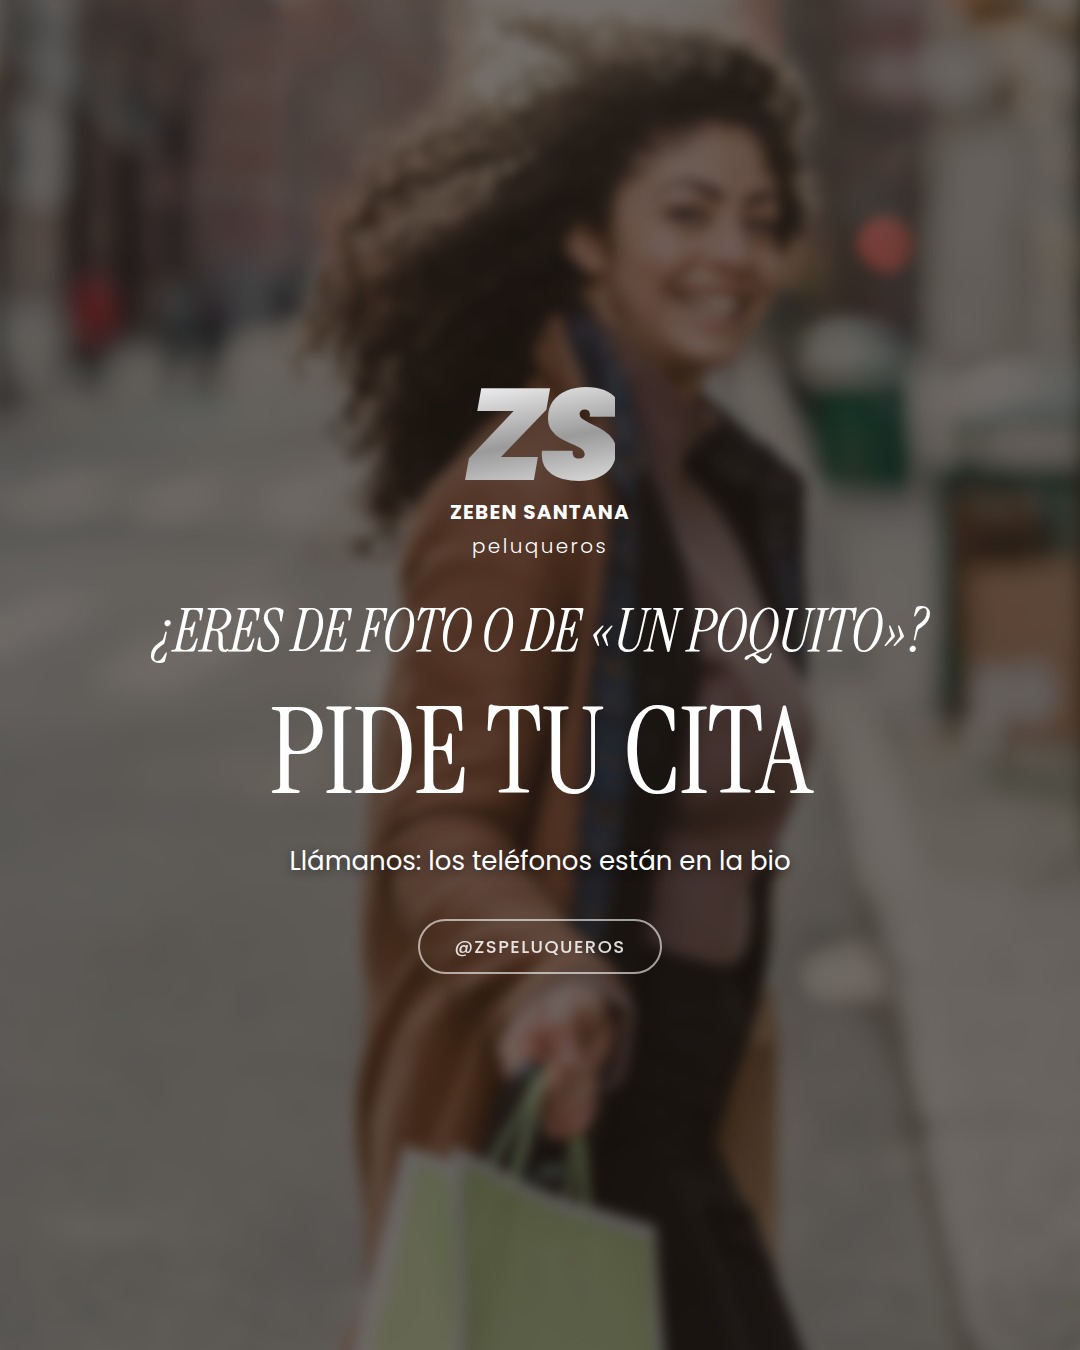 ZS
ZEBEN SANTANA
peluqueros
¿ERES DE FOTO O DE «UN POQUITO»?
PIDE TU CITA
Llámanos: los teléfonos están en la bio
@ZSPELUQUEROS